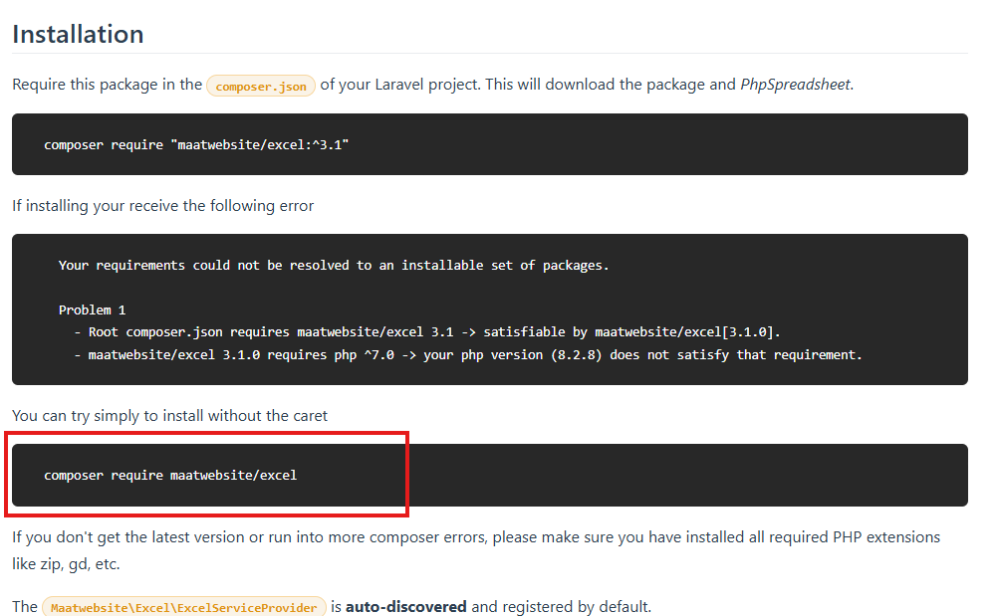 Installation
Require this package in the composer.json of your Laravel project. This will download the package and PhpSpreadsheet.
composer require "maatwebsite/excel:^3.1"
If installing your receive the following error
Your requirements could not be resolved to an installable set of packages.
Problem 1
- Root composer.json requires maatwebsite/excel 3.1 -> satisfiable by maatwebsite/excel[3.1.0].
- maatwebsite/excel 3.1.0 requires php ^7.0 -> your php version (8.2.8) does not satisfy that requirement.
You can try simply to install without the caret
composer require maatwebsite/excel
If you don't get the latest version or run into more composer errors, please make sure you have installed all required PHP extensions
like zip, gd, etc.
The Maatwebsite\Excel\ExcelServiceProvider is auto-discovered and registered by default.